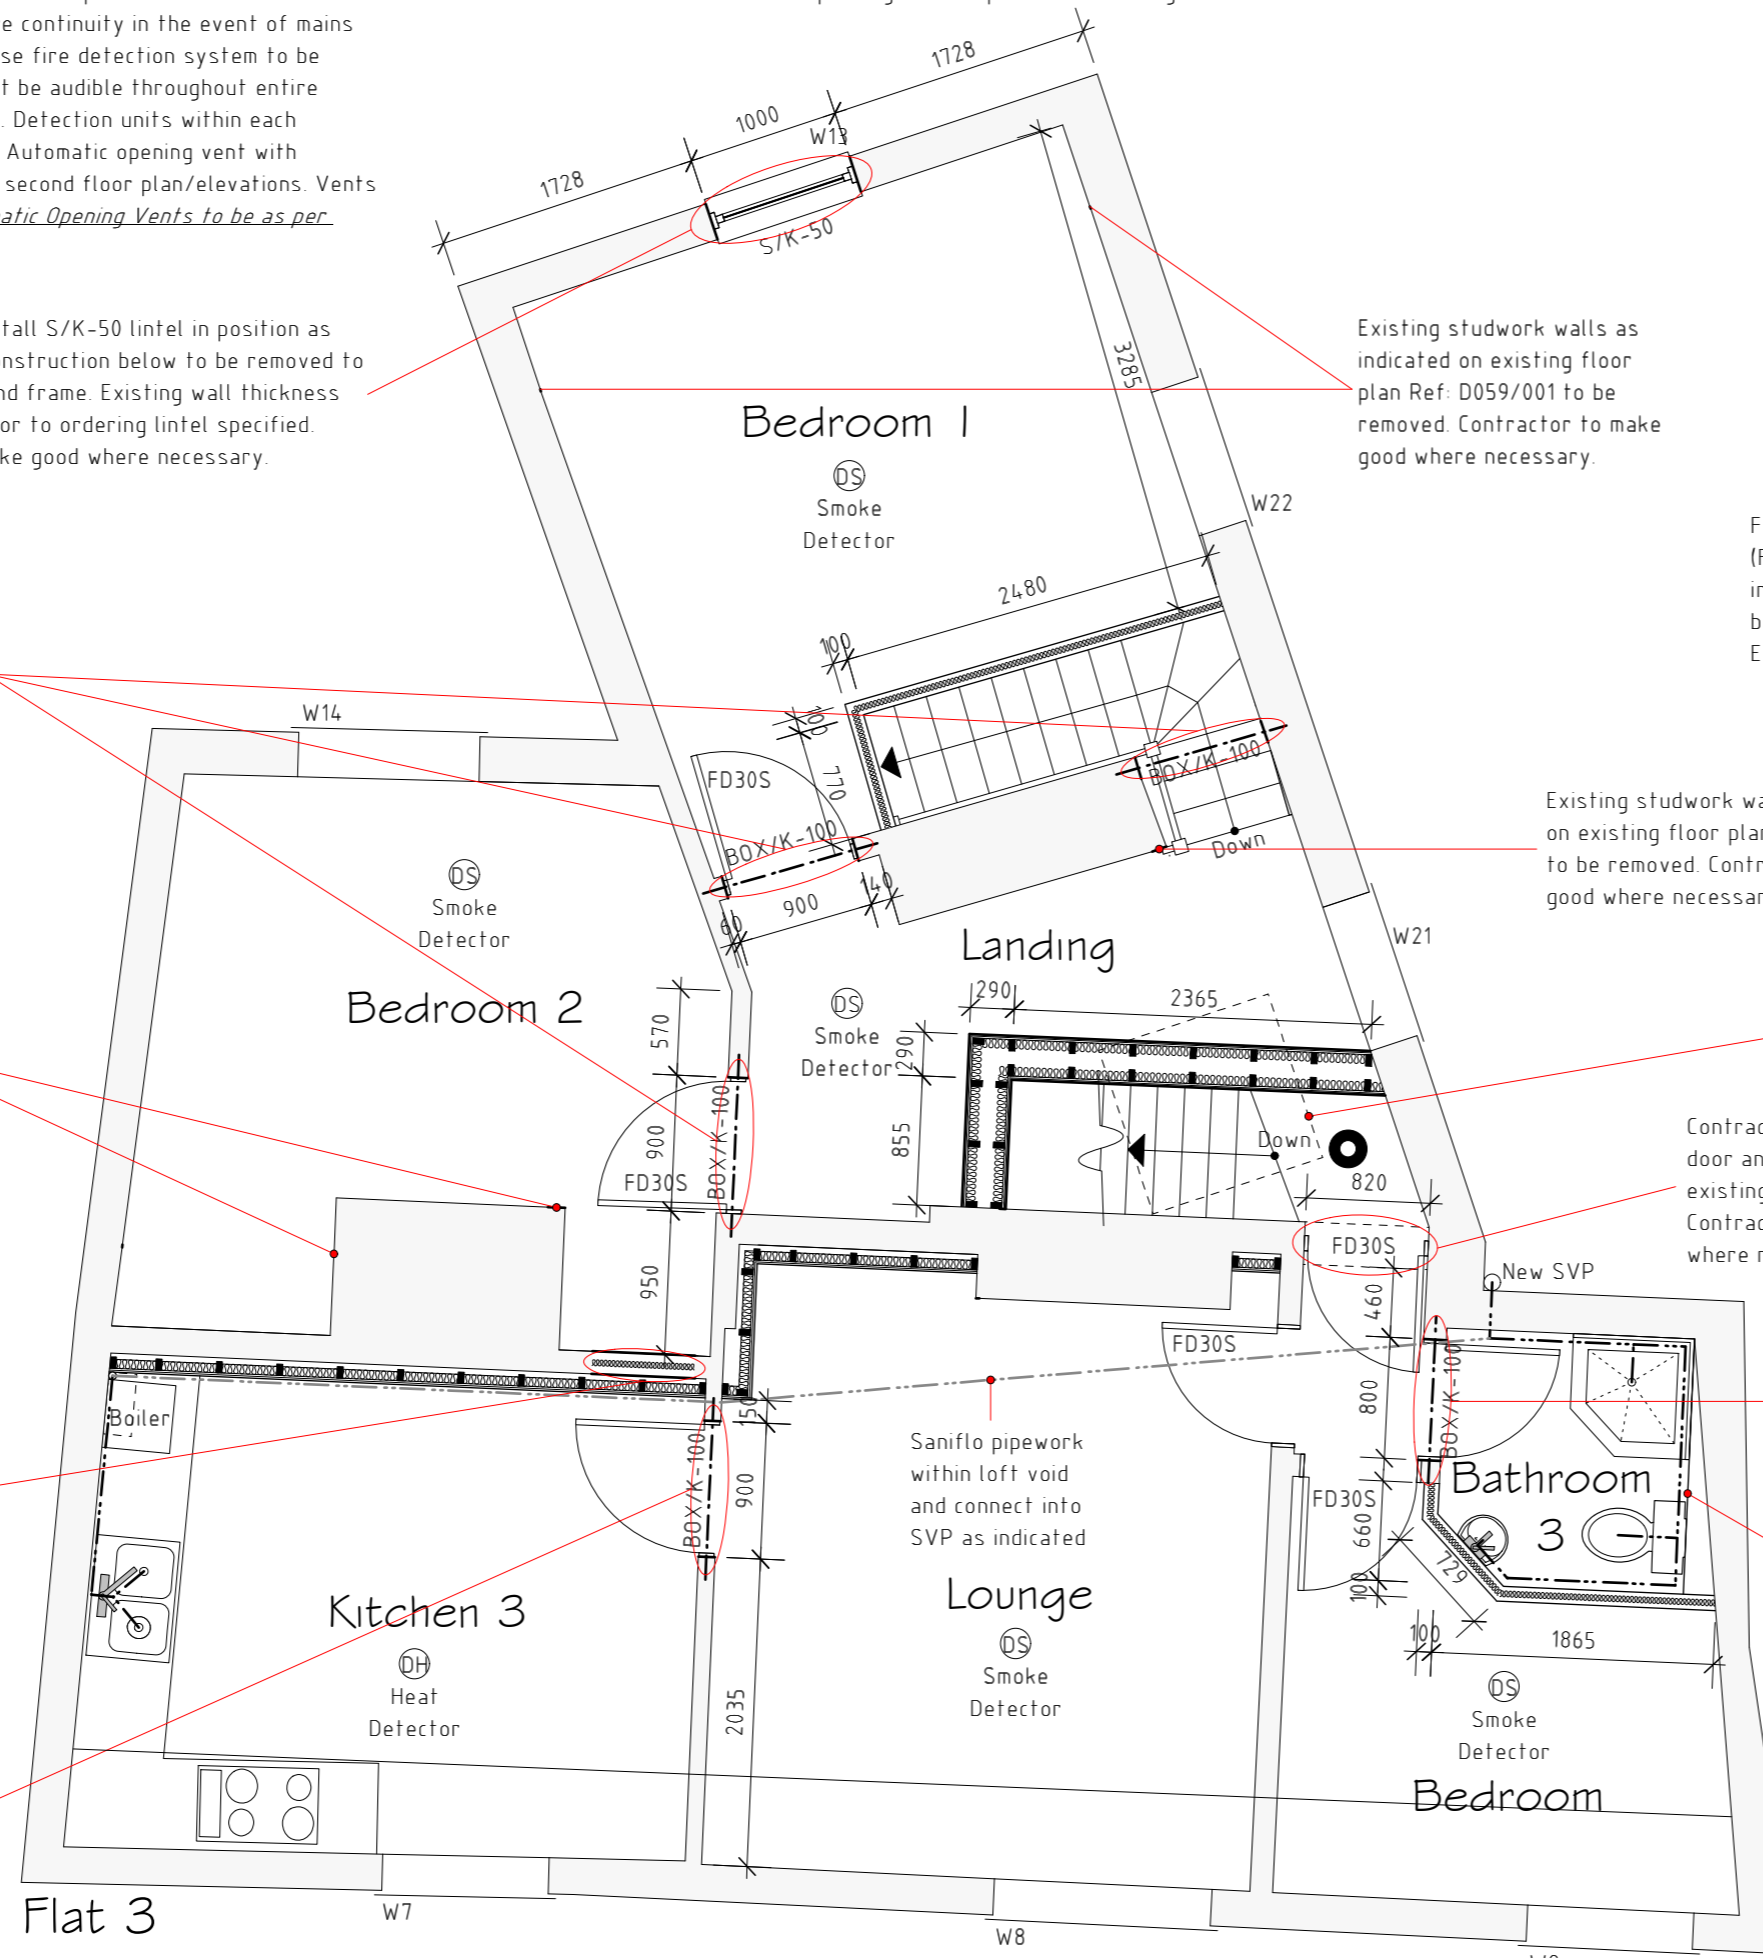 e continuity in the event of mains
se fire detection system to be
t be audible throughout entire
. Detection units within each
Automatic opening vent with
second floor plan/elevations. Vents
atic Opening Vents to be as per
tall S/K-50 lintel in position as
onstruction below to be removed to
nd frame. Existing wall thickness
or to ordering lintel specified.
ke good where necessary.
1728
1000
1728
W13
S/K-50
3285
Bedroom 1
DS
Smoke
Detector
Existing studwork walls as
indicated on existing floor
plan Ref: D059/001 to be
removed. Contractor to make
good where necessary.
W22
F
(F
in
b
E
2480
100
100
770
FD30S
BOX/K-100
BOX/K-100
Down
140
900
60
W14
Existing studwork wa
on existing floor plan
to be removed. Contr
good where necessar
DS
Smoke
Detector
Bedroom 2
Landing
W21
DS
Smoke
Detector
290
2365
290
855
570
900
950
FD30S
BOX/K-100
Down
820
FD30S
Contrac
door an
existing
Contrac
where n
New SVP
460
FD30S
800
BOX/K-100
Boiler
150
900
BOX/K-100
Saniflo pipework
within loft void
and connect into
SVP as indicated
FD30S
660
100
729
Bathroom
3
100
1865
Kitchen 3
DH
Heat
Detector
Lounge
DS
Smoke
Detector
2035
DS
Smoke
Detector
Bedroom
Flat 3
W7
W8